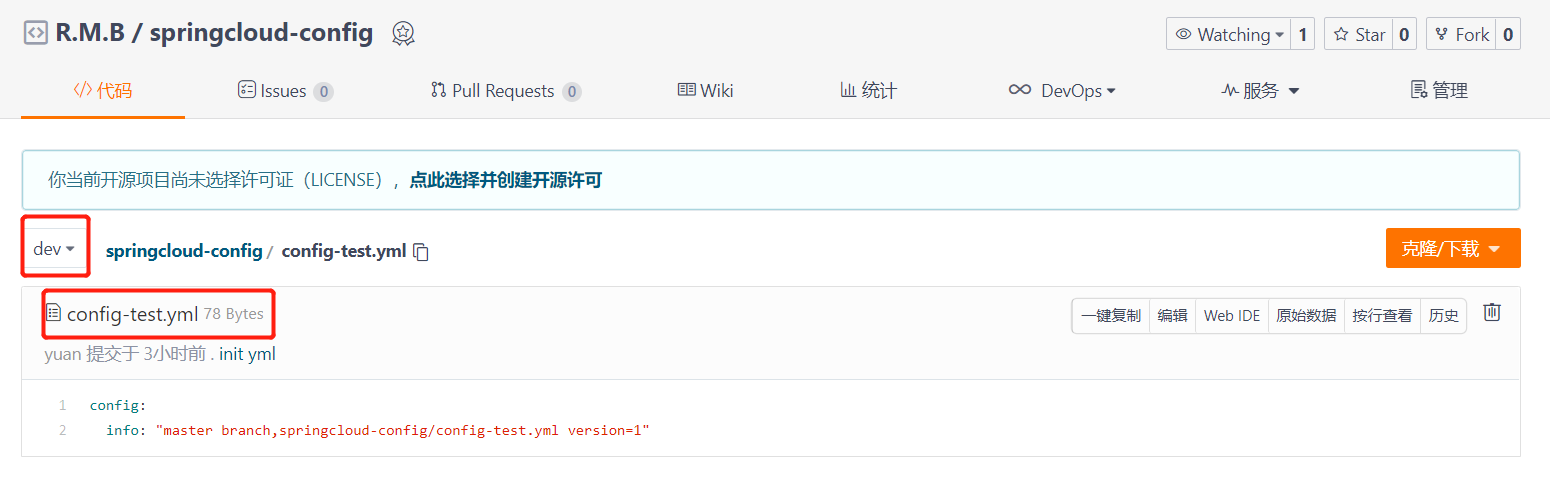 R.M.B / springcloud-config
Watching 1 Star 0 Fork 0
</> 代码 Issues 0 Pull Requests 0 Wiki 统计 DevOps 服务 管理
你当前开源项目尚未选择许可证（LICENSE），点此选择并创建开源许可
dev springcloud-config / config-test.yml 克隆/下载
config-test.yml 78 Bytes 一键复制 编辑 Web IDE 原始数据 按行查看 历史
yuan 提交于 3小时前 . init yml
1 config:
2 info: "master branch,springcloud-config/config-test.yml version=1"